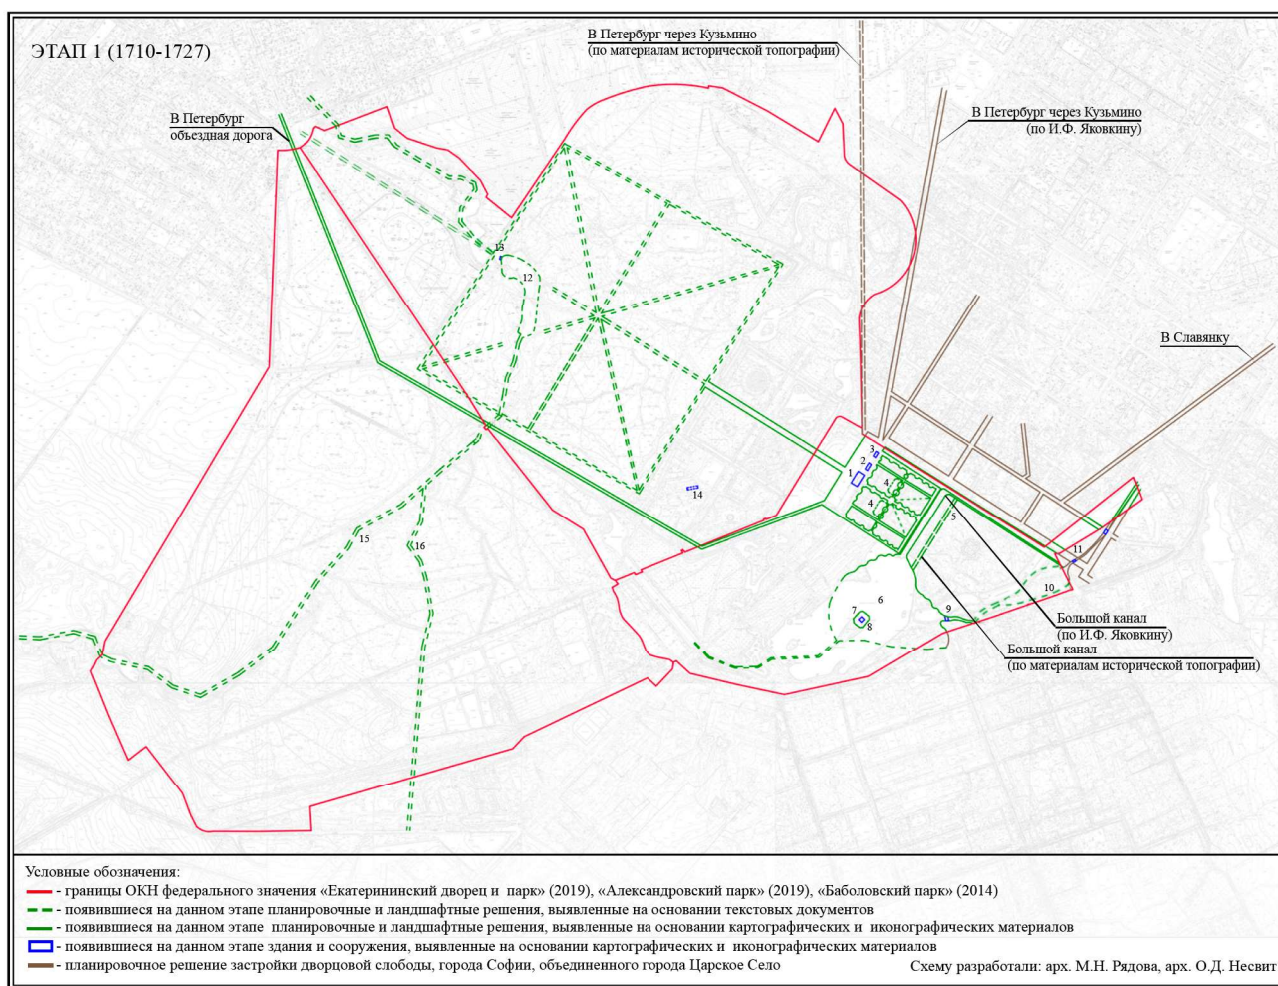 ЭТАП 1 (1710-1727)
В Петербург через Кузьмино
(по материалам исторической топографии)
В Петербург
обьездная дорога
В Петербург через Кузьмино
(по И.Ф. Яковкину)
В Славянку
13
12
3
2
1
4
4
14
5
15
16
11
10
6
7
8
9
Большой канал
(по И.Ф. Яковкину)
Большой канал
(по материалам исторической топографии)
Условные обозначения:
- границы ОКН федерального значения «Екатерининский дворец и парк» (2019), «Александровский парк» (2019), «Баболовский парк» (2014)
- появившиеся на данном этапе планировочные и ландшафтные решения, выявленные на основании текстовых документов
- появившиеся на данном этапе планировочные и ландшафтные решения, выявленные на основании картографических и иконографических материалов
- появившиеся на данном этапе здания и сооружения, выявленные на основании картографических и иконографических материалов
- планировочное решение застройки дворцовой слободы, города Софии, объединенного города Царское Село
Схему разработали: арх. М.Н. Рядова, арх. О.Д. Несвит